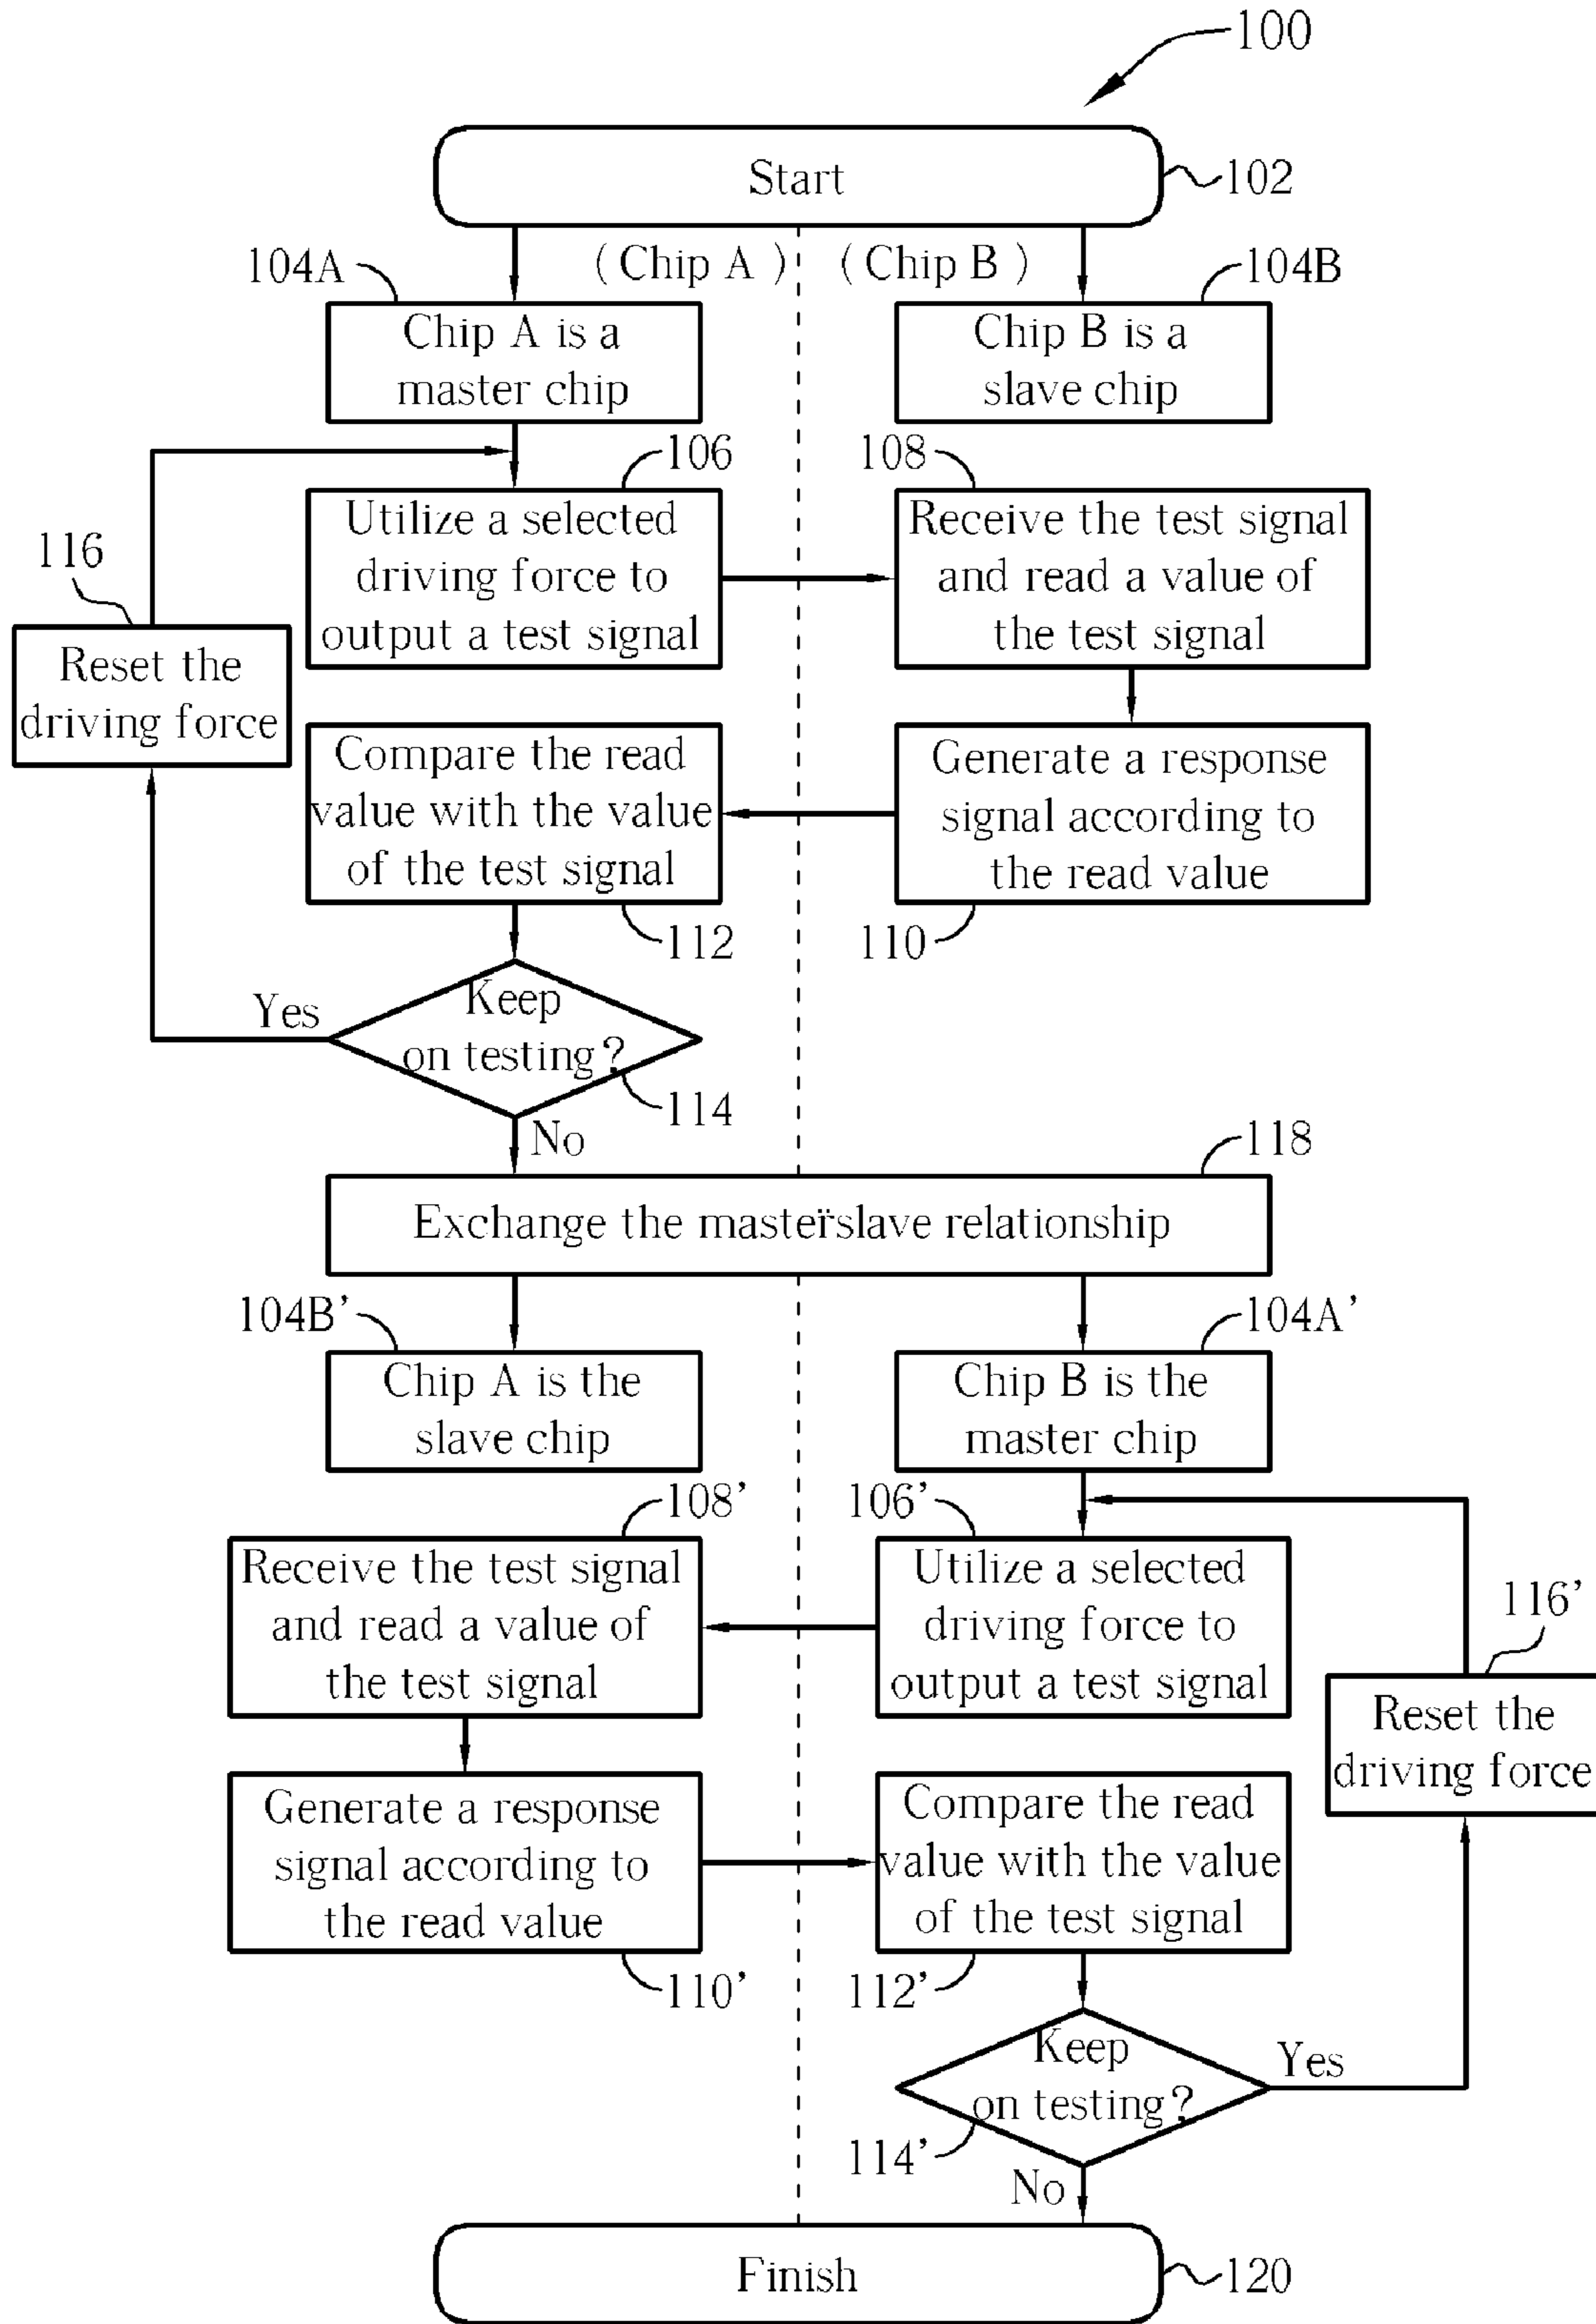 100
Start
102
(Chip A)
(Chip B)
104A
104B
Chip A is a
master chip
Chip B is a
slave chip
106
108
Utilize a selected
driving force to
output a test signal
Receive the test signal
and read a value of
the test signal
116
Reset the
driving force
Compare the read
value with the value
of the test signal
Generate a response
signal according to
the read value
112
110
Keep
on testing?
Yes
114
No
118
Exchange the master¨slave relationship
104B’
104A’
Chip A is the
slave chip
Chip B is the
master chip
108’
106’
Receive the test signal
and read a value of
the test signal
Utilize a selected
driving force to
output a test signal
116’
Reset the
driving force
Generate a response
signal according to
the read value
Compare the read
value with the value
of the test signal
110’
112’
Keep
on testing?
Yes
114’
No
Finish
120